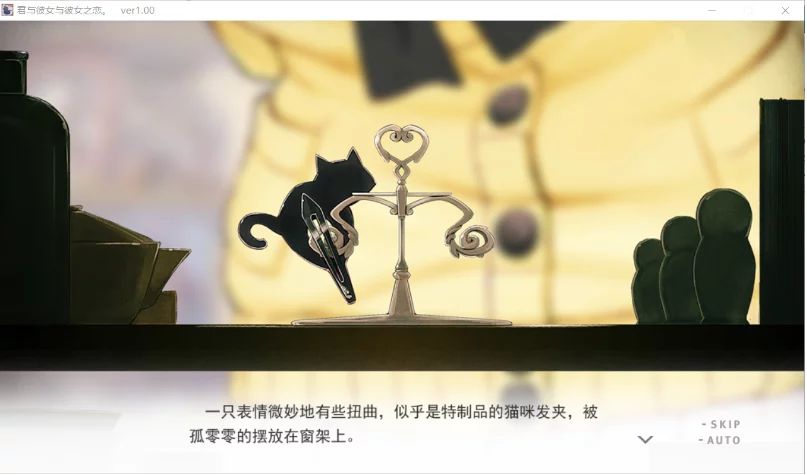 君与彼女与彼女之恋。 ver1.00
一只表情微妙地有些扭曲，似乎是特制品的猫咪发夹，被
孤零零的摆放在窗架上。
-SKIP
-AUTO